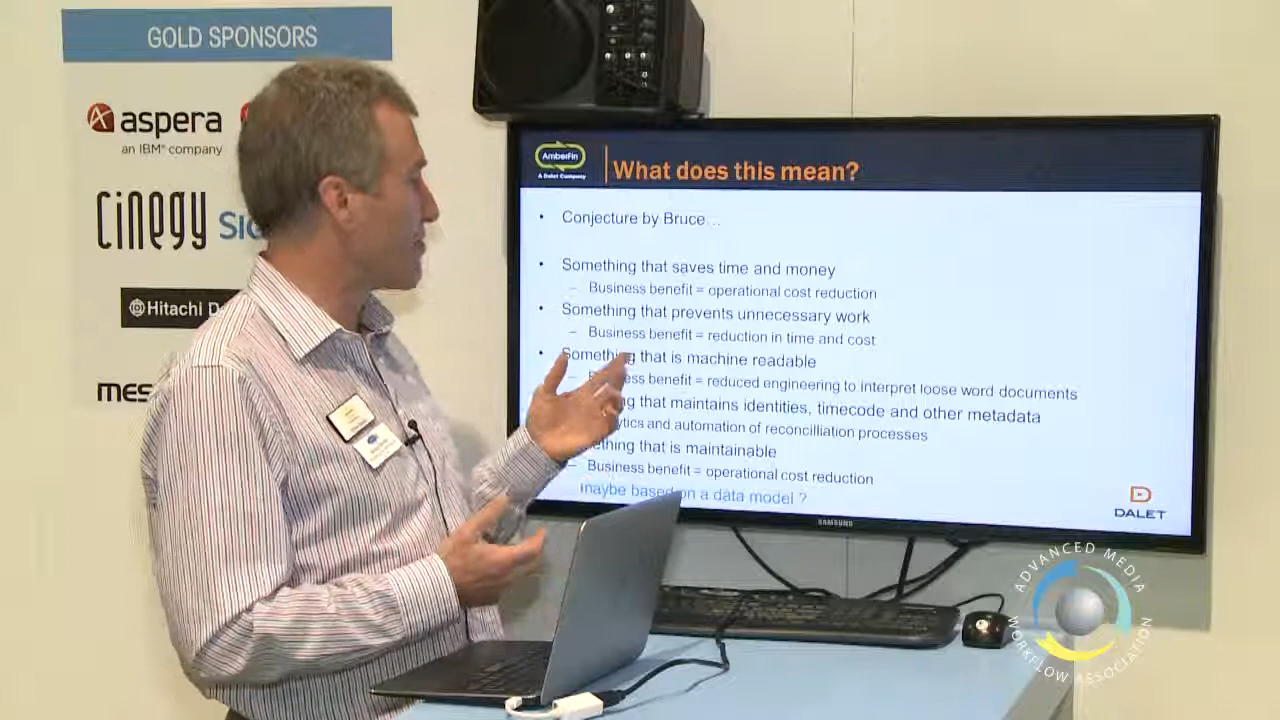 GOLD SPONSORS
aspera
an IBM® company
cinegy
Hitachi
AmberFin
A Dalet Company
What does this mean?
• Conjecture by Bruce...
• Something that saves time and money
– Business benefit = operational cost reduction
• Something that prevents unnecessary work
– Business benefit = reduction in time and cost
• Something that is machine readable
benefit = reduced engineering to interpret loose word documents
that maintains identities, timecode and other metadata
and automation of reconcilliation processes
that is maintainable
– Business benefit = operational cost reduction
maybe based on a data model ?
DALET
SAMSUNG
ADVANCED MEDIA
WORKFLOW ASSOCIATION